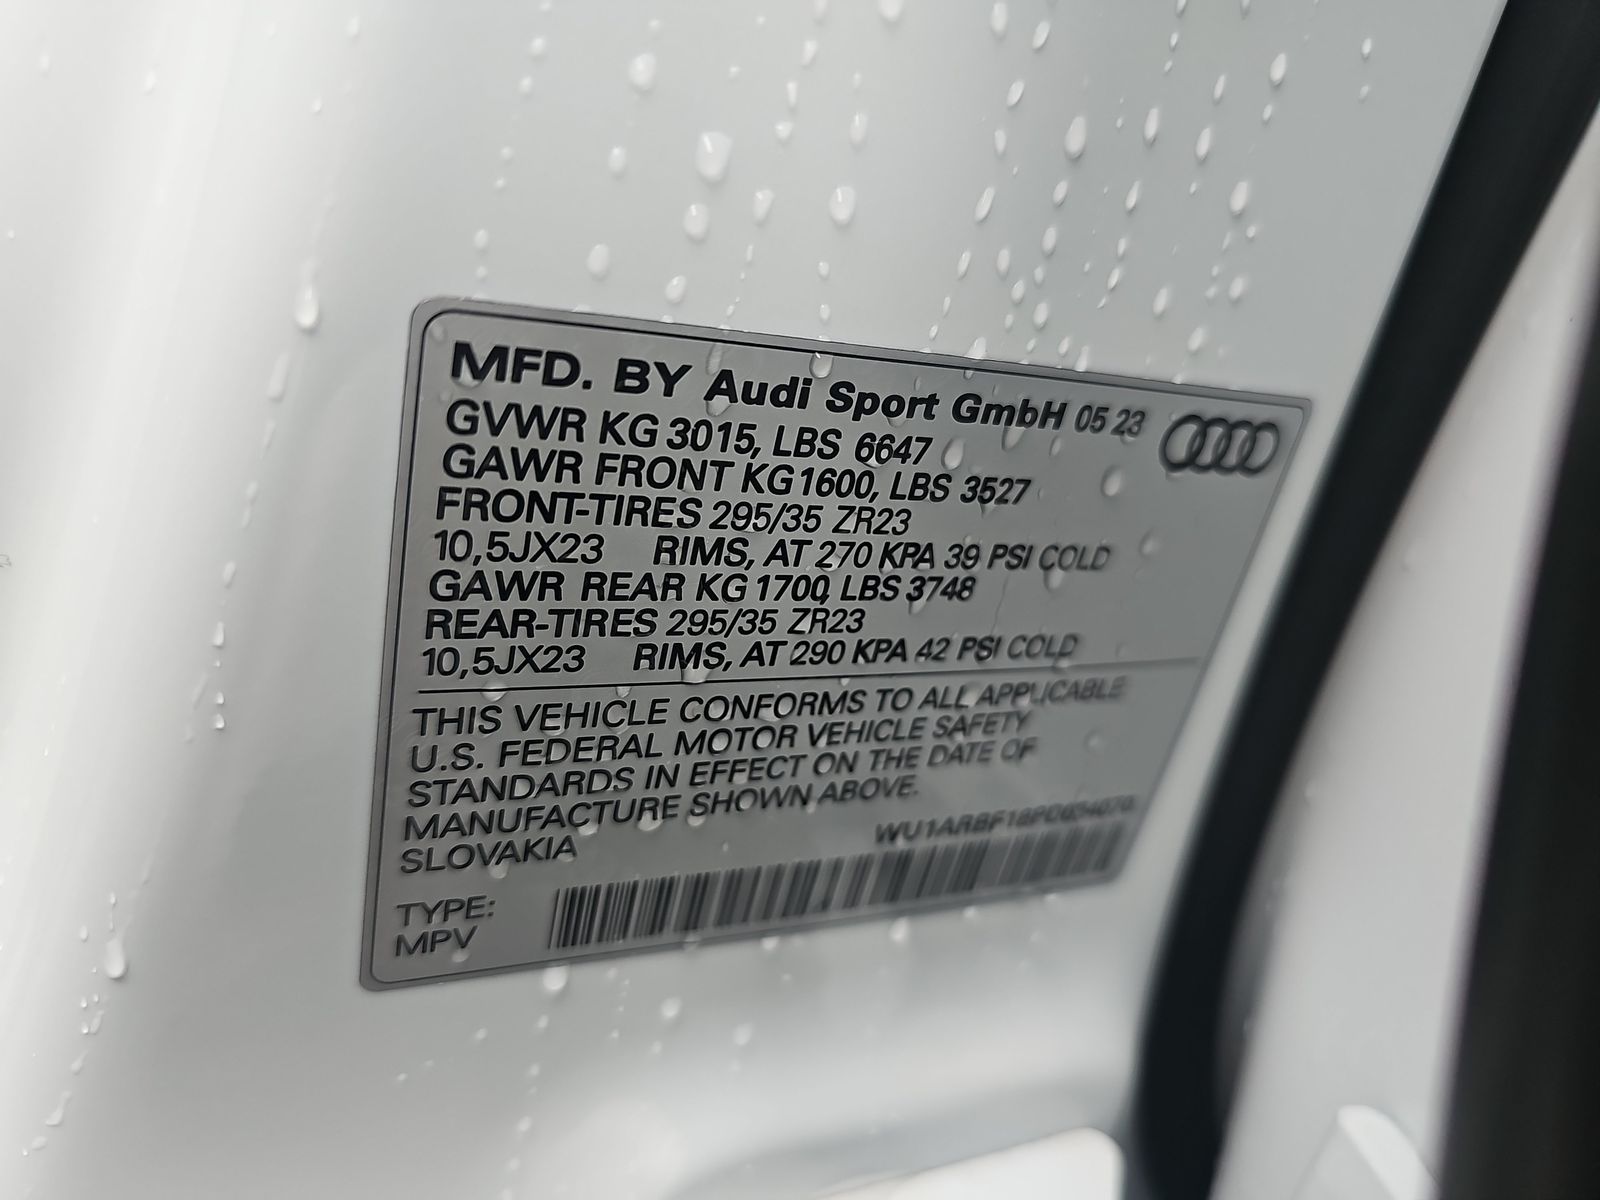 MFD. BY Audi Sport GmbH 05 23
GVWR KG 3015, LBS 6647
GAWR FRONT KG 1600, LBS 3527
FRONT-TIRES 295/35 ZR23
10,5JX23 RIMS, AT 270 KPA 39 PSI COLD
GAWR REAR KG 1700, LBS 3748
REAR-TIRES 295/35 ZR23
10,5JX23 RIMS, AT 290 KPA 42 PSI COLD
THIS VEHICLE CONFORMS TO ALL APPLICABLE
U.S. FEDERAL MOTOR VEHICLE SAFETY
STANDARDS IN EFFECT ON THE DATE OF
MANUFACTURE SHOWN ABOVE.
SLOVAKIA
TYPE:
MPV